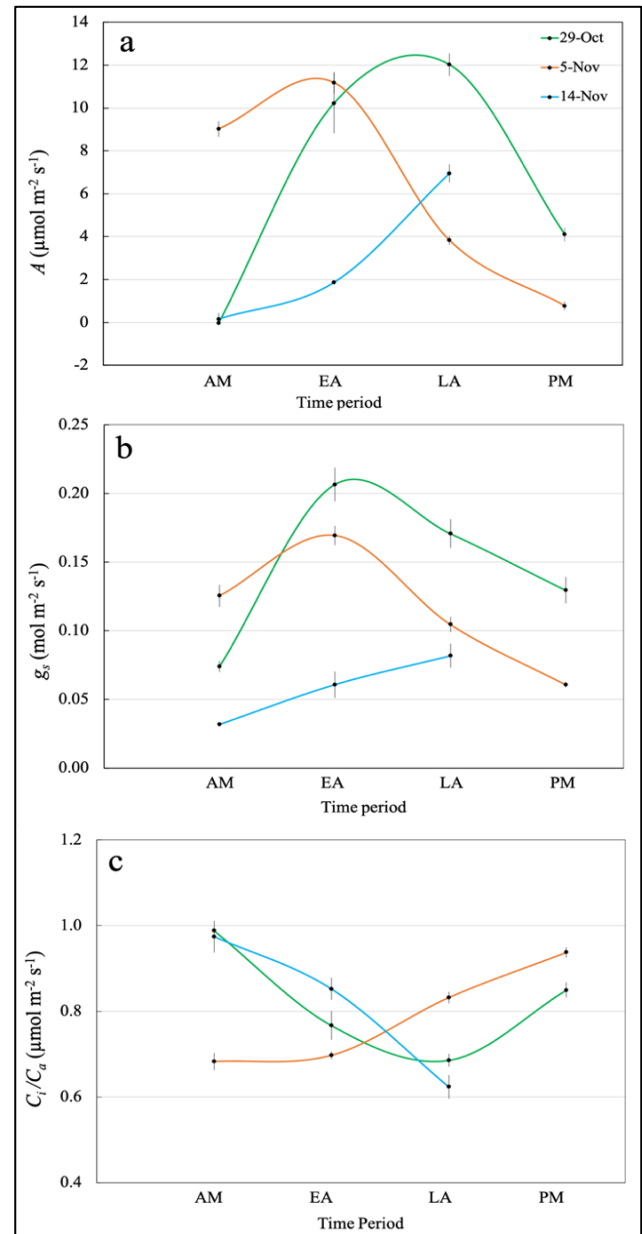 a
29-Oct
5-Nov
14-Nov
14
12
10
8
6
4
2
0
-2
A (μmol m⁻² s⁻¹)
AM EA LA PM
Time period
b
0.25
0.20
0.15
0.10
0.05
0.00
gₛ (mol m⁻² s⁻¹)
AM EA LA PM
Time period
c
1.2
1.0
0.8
0.6
0.4
Cᵢ/Cₐ (μmol m⁻² s⁻¹)
AM EA LA PM
Time Period